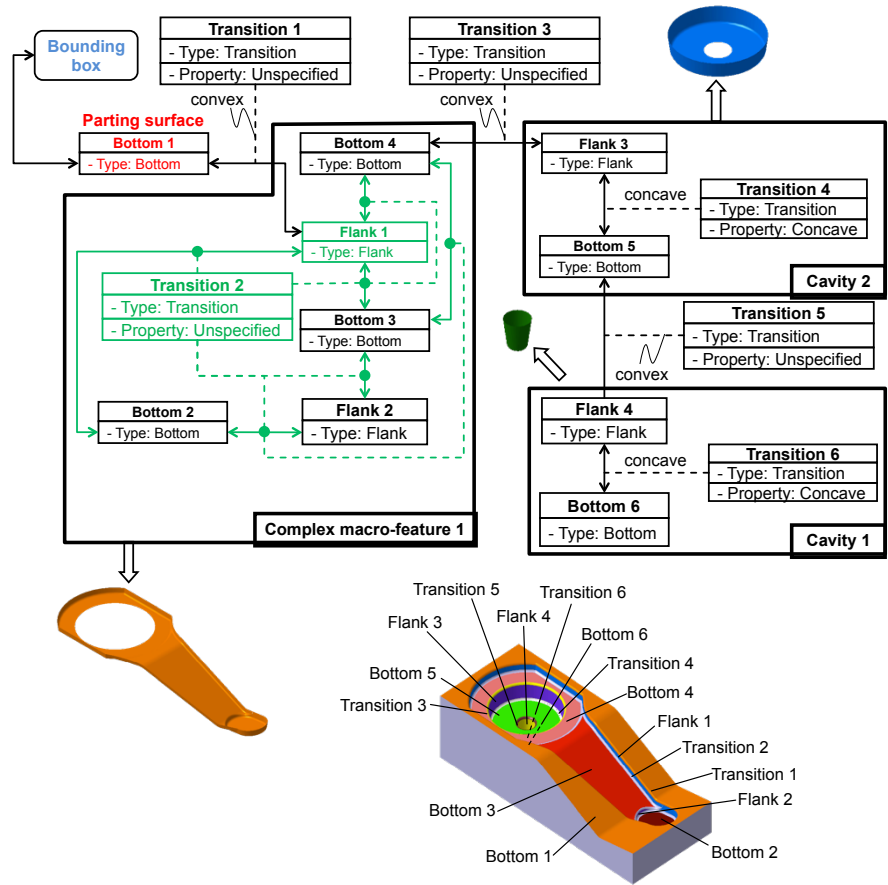 Transition 1
- Type: Transition
- Property: Unspecified
Transition 3
- Type: Transition
- Property: Unspecified
Bounding
box
convex
convex
Parting surface
Bottom 1
- Type: Bottom
Bottom 4
- Type: Bottom
Flank 3
- Type: Flank
concave
Transition 4
- Type: Transition
- Property: Concave
Flank 1
- Type: Flank
Bottom 5
- Type: Bottom
Cavity 2
Transition 2
- Type: Transition
- Property: Unspecified
Bottom 3
- Type: Bottom
Transition 5
- Type: Transition
- Property: Unspecified
convex
Bottom 2
- Type: Bottom
Flank 2
- Type: Flank
Flank 4
- Type: Flank
concave
Transition 6
- Type: Transition
- Property: Concave
Bottom 6
- Type: Bottom
Complex macro-feature 1
Cavity 1
Transition 5
Transition 6
Flank 3
Flank 4
Bottom 6
Bottom 5
Transition 4
Transition 3
Bottom 4
Flank 1
Transition 2
Transition 1
Bottom 3
Flank 2
Bottom 1
Bottom 2